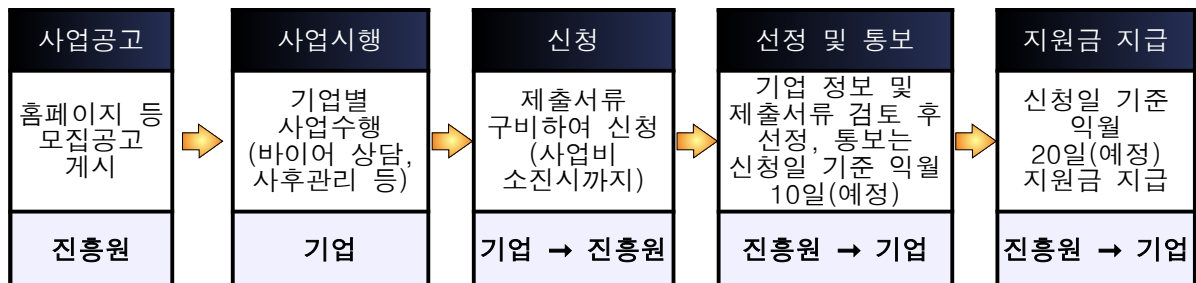 사업공고
홈페이지 등
모집공고
게시
진흥원
사업시행
기업별
사업수행
(바이어 상담,
사후관리 등)
기업
신청
제출서류
구비하여 신청
(사업비
소진시까지)
기업 → 진흥원
선정 및 통보
기업 정보 및
제출서류 검토 후
선정, 통보는
신청일 기준 익월
10일(예정)
진흥원 → 기업
지원금 지급
신청일 기준
익월
20일(예정)
지원금 지급
진흥원 → 기업